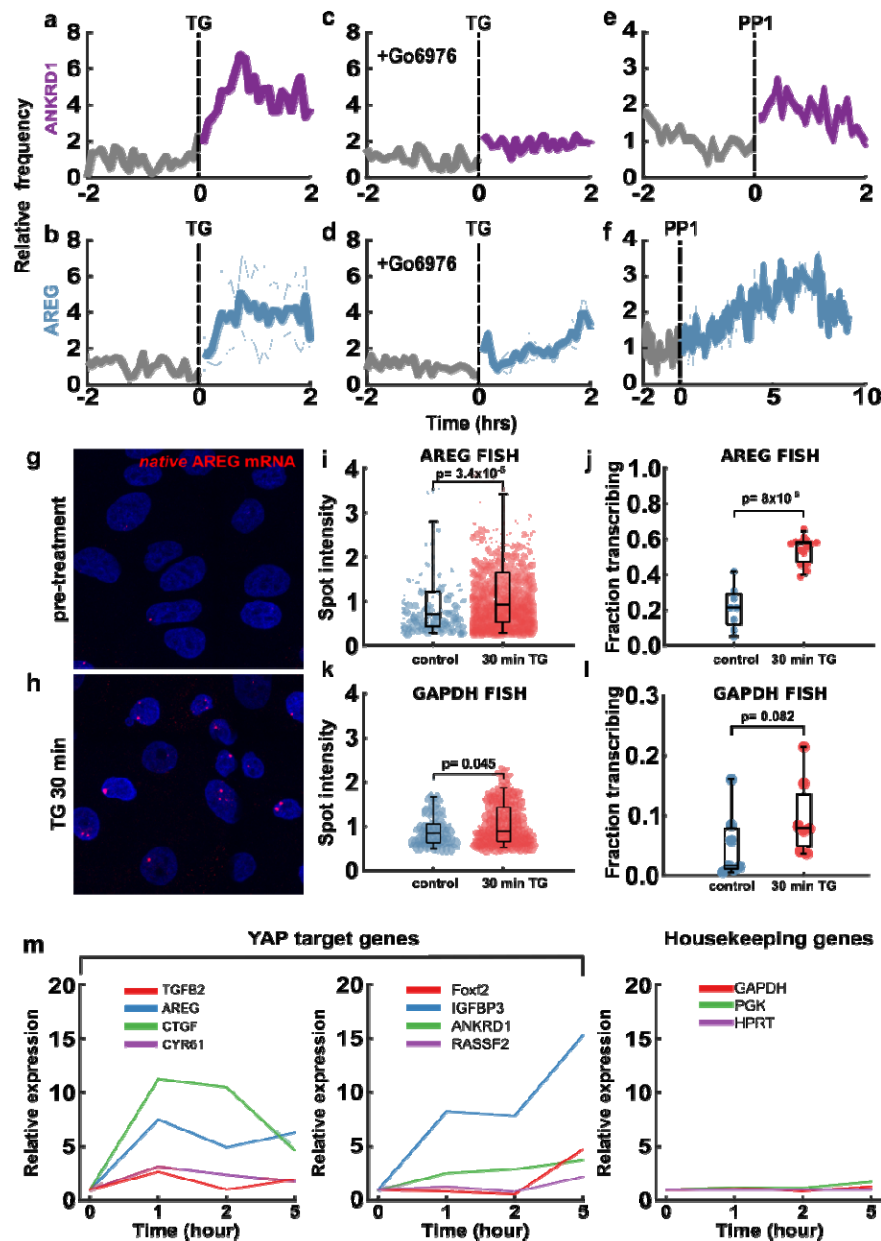 a
TG
c
TG
e
PP1
Relative frequency
ANKRD1
8
6
4
2
0
-2
0
2
+Go6976
8
6
4
2
0
-2
0
2
4
3
2
1
0
-2
0
2
b
TG
d
TG
f
PP1
AREG
8
6
4
2
0
-2
0
2
+Go6976
8
6
4
2
0
-2
0
2
4
3
2
1
0
-2
0
5
10
Time (hrs)
g
native AREG mRNA
pre-treatment
h
TG 30 min
i
AREG FISH
p= 3.4x10-5
Spot intensity
4
3
2
1
0
control
30 min TG
j
AREG FISH
Fraction transcribing
1.0
0.8
0.6
0.4
0.2
0.0
control
30 min TG
k
GAPDH FISH
p= 0.045
Spot intensity
4
3
2
1
0
control
30 min TG
l
GAPDH FISH
p= 0.082
Fraction transcribing
0.3
0.2
0.1
0.0
control
30 min TG
m
YAP target genes
Housekeeping genes
Relative expression
20
15
10
5
0
TGFB2
AREG
CTGF
CYR61
0
1
2
5
Time (hour)
Relative expression
20
15
10
5
0
Foxf2
IGFBP3
ANKRD1
RASSF2
0
1
2
5
Time (hour)
Relative expression
20
15
10
5
0
GAPDH
PGK
HPRT
0
1
2
5
Time (hour)